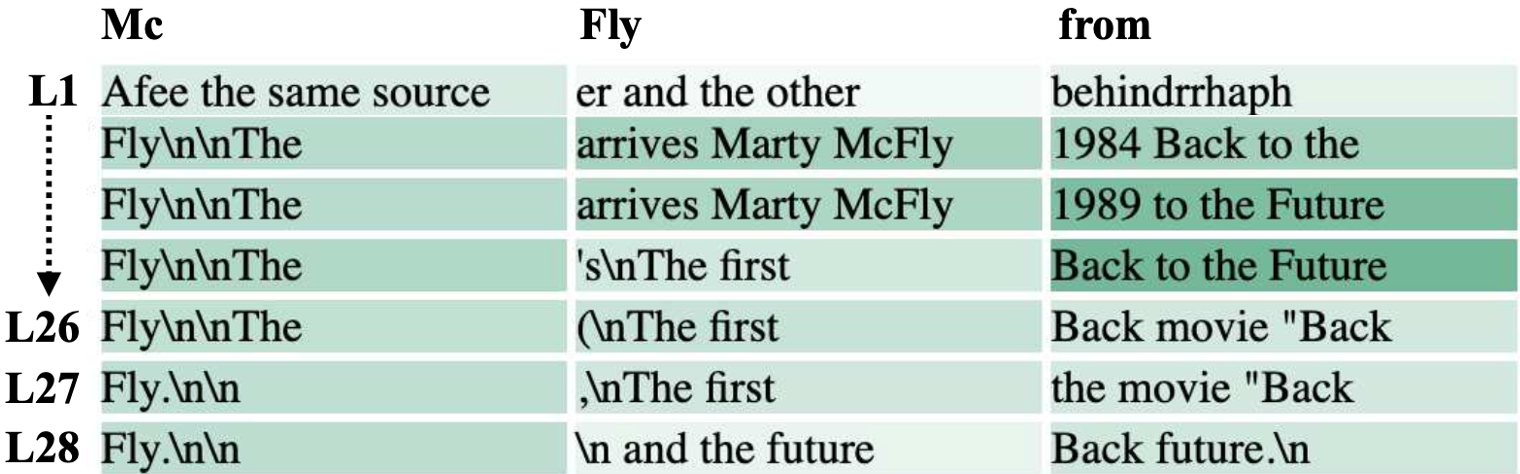 Mc Fly from
L1 Afee the same source er and the other behindrrhaph
Fly\n\nThe arrives Marty McFly 1984 Back to the
Fly\n\nThe arrives Marty McFly 1989 to the Future
Fly\n\nThe 's\nThe first Back to the Future
L26 Fly\n\nThe (\nThe first Back movie "Back
L27 Fly.\n\n ,\nThe first the movie "Back
L28 Fly.\n\n \n and the future Back future.\n